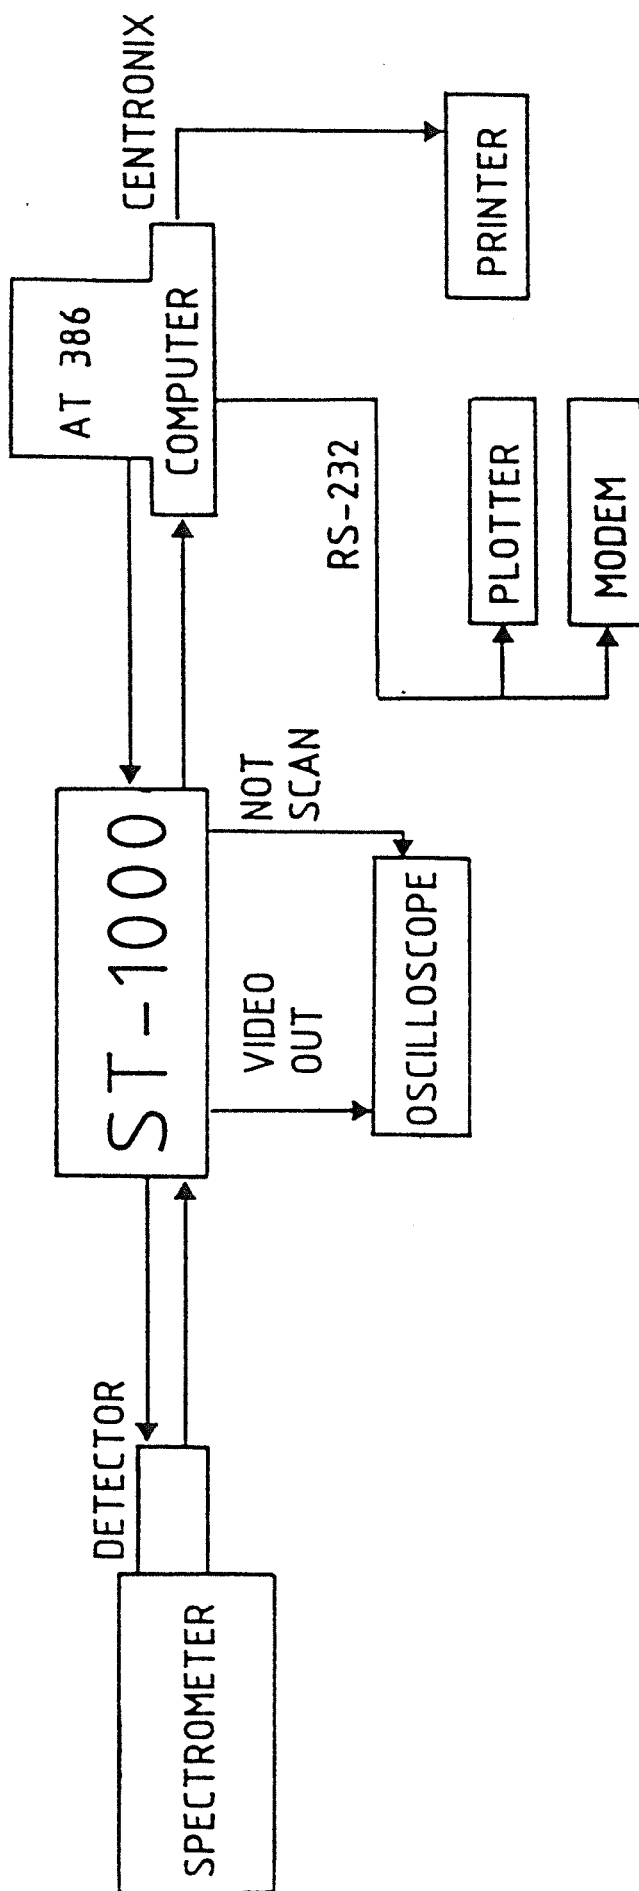 SPECTROMETER
DETECTOR
ST-1000
VIDEO
OUT
NOT
SCAN
OSCILLOSCOPE
AT 386
COMPUTER
CENTRONIX
RS-232
PRINTER
PLOTTER
MODEM